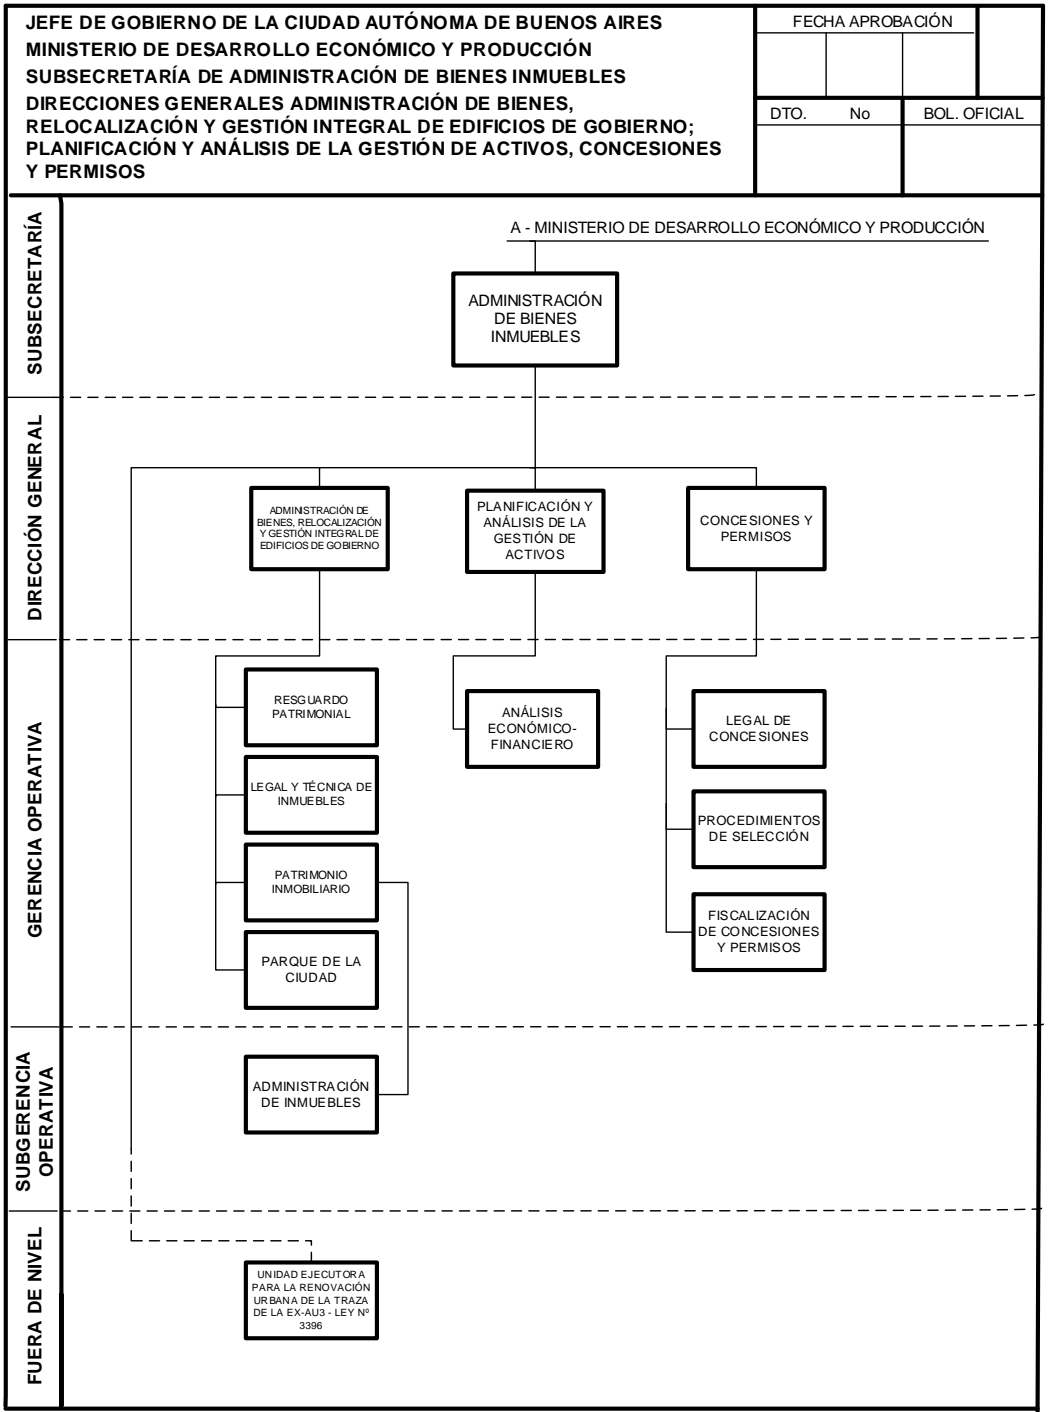 JEFE DE GOBIERNO DE LA CIUDAD AUTÓNOMA DE BUENOS AIRES
MINISTERIO DE DESARROLLO ECONÓMICO Y PRODUCCIÓN
SUBSECRETARÍA DE ADMINISTRACIÓN DE BIENES INMUEBLES
DIRECCIONES GENERALES ADMINISTRACIÓN DE BIENES,
RELOCALIZACIÓN Y GESTIÓN INTEGRAL DE EDIFICIOS DE GOBIERNO;
PLANIFICACIÓN Y ANÁLISIS DE LA GESTIÓN DE ACTIVOS, CONCESIONES
Y PERMISOS
FECHA APROBACIÓN
DTO. No
BOL. OFICIAL
SUBSECRETARÍA
A - MINISTERIO DE DESARROLLO ECONÓMICO Y PRODUCCIÓN
ADMINISTRACIÓN
DE BIENES
INMUEBLES
DIRECCIÓN GENERAL
ADMINISTRACIÓN DE
BIENES, RELOCALIZACIÓN
Y GESTIÓN INTEGRAL DE
EDIFICIOS DE GOBIERNO
PLANIFICACIÓN Y
ANÁLISIS DE LA
GESTIÓN DE
ACTIVOS
CONCESIONES Y
PERMISOS
GERENCIA OPERATIVA
RESGUARDO
PATRIMONIAL
LEGAL Y TÉCNICA DE
INMUEBLES
PATRIMONIO
INMOBILIARIO
PARQUE DE LA
CIUDAD
ANÁLISIS
ECONÓMICO-
FINANCIERO
LEGAL DE
CONCESIONES
PROCEDIMIENTOS
DE SELECCIÓN
FISCALIZACIÓN
DE CONCESIONES
Y PERMISOS
SUBGERENCIA
OPERATIVA
ADMINISTRACIÓN
DE INMUEBLES
FUERA DE NIVEL
UNIDAD EJECUTORA
PARA LA RENOVACIÓN
URBANA DE LA TRAZA
DE LA EX-AU3 - LEY Nº
3396